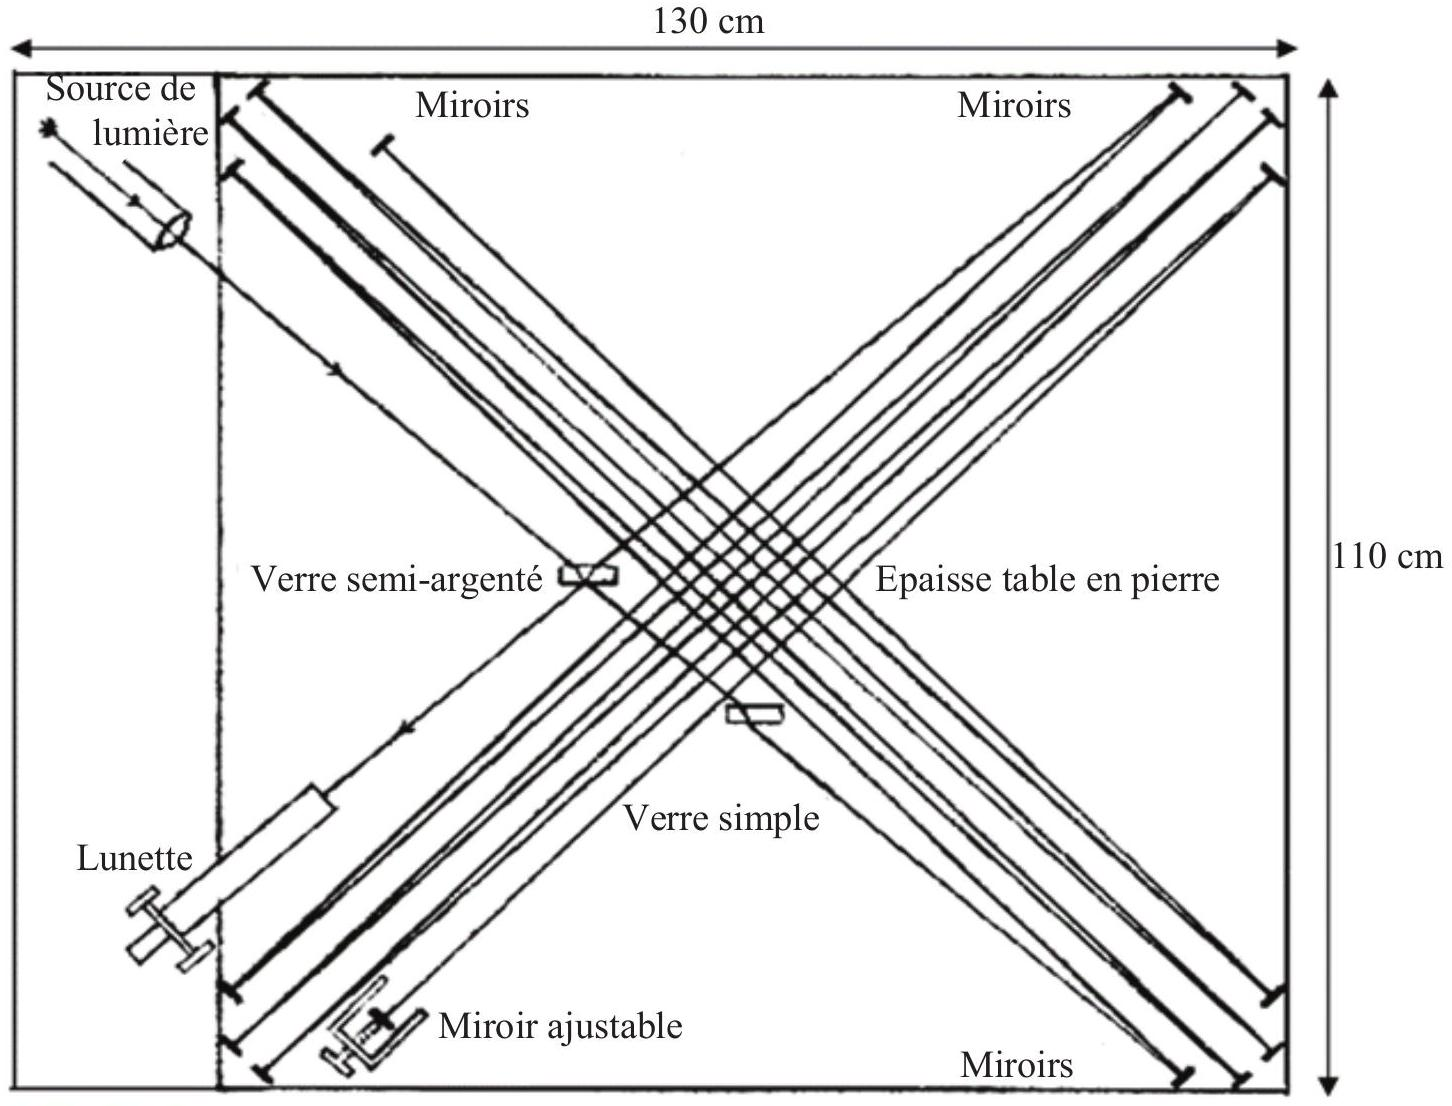 130 cm
Source de
lumière
Miroirs
Miroirs
Verre semi-argenté
Epaisse table en pierre
110 cm
Verre simple
Lunette
Miroir ajustable
Miroirs